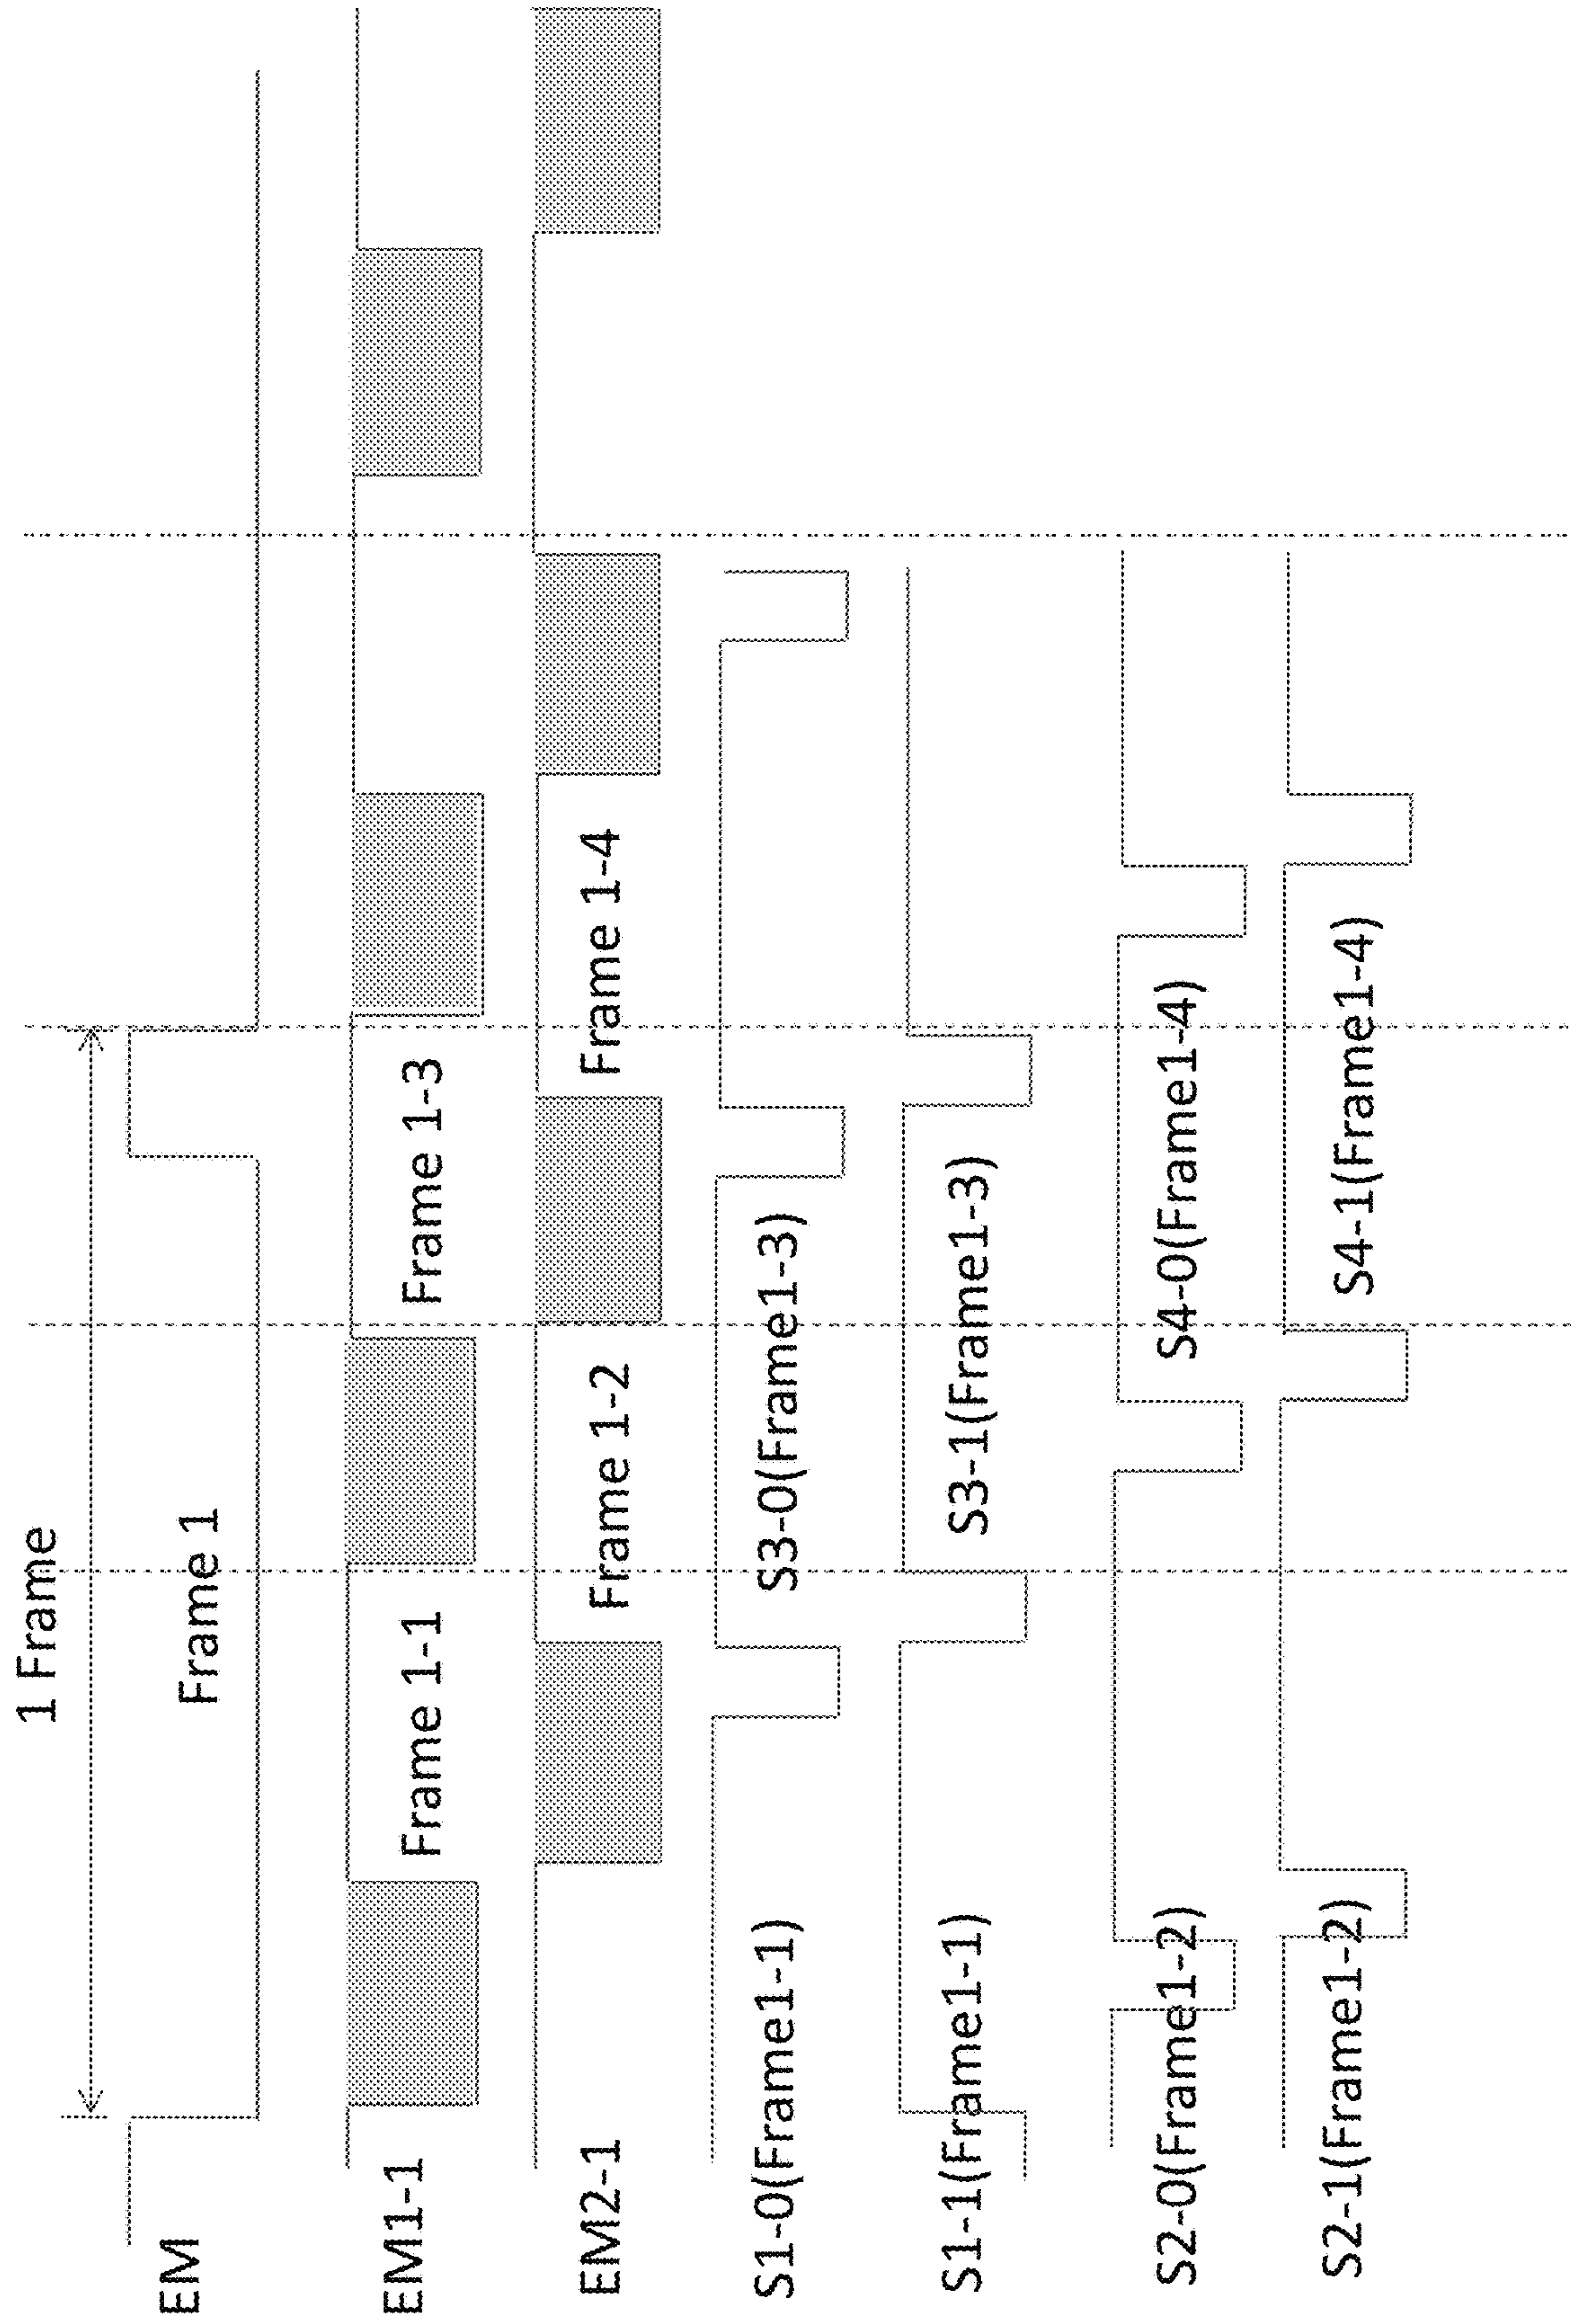 1 Frame
EM
Frame 1
EM1-1
Frame 1-1
Frame 1-3
EM2-1
Frame 1-2
Frame 1-4
S1-0(Frame1-1)
S3-0(Frame1-3)
S1-1(Frame1-1)
S3-1(Frame1-3)
S2-0(Frame1-2)
S4-0(Frame1-4)
S2-1(Frame1-2)
S4-1(Frame1-4)